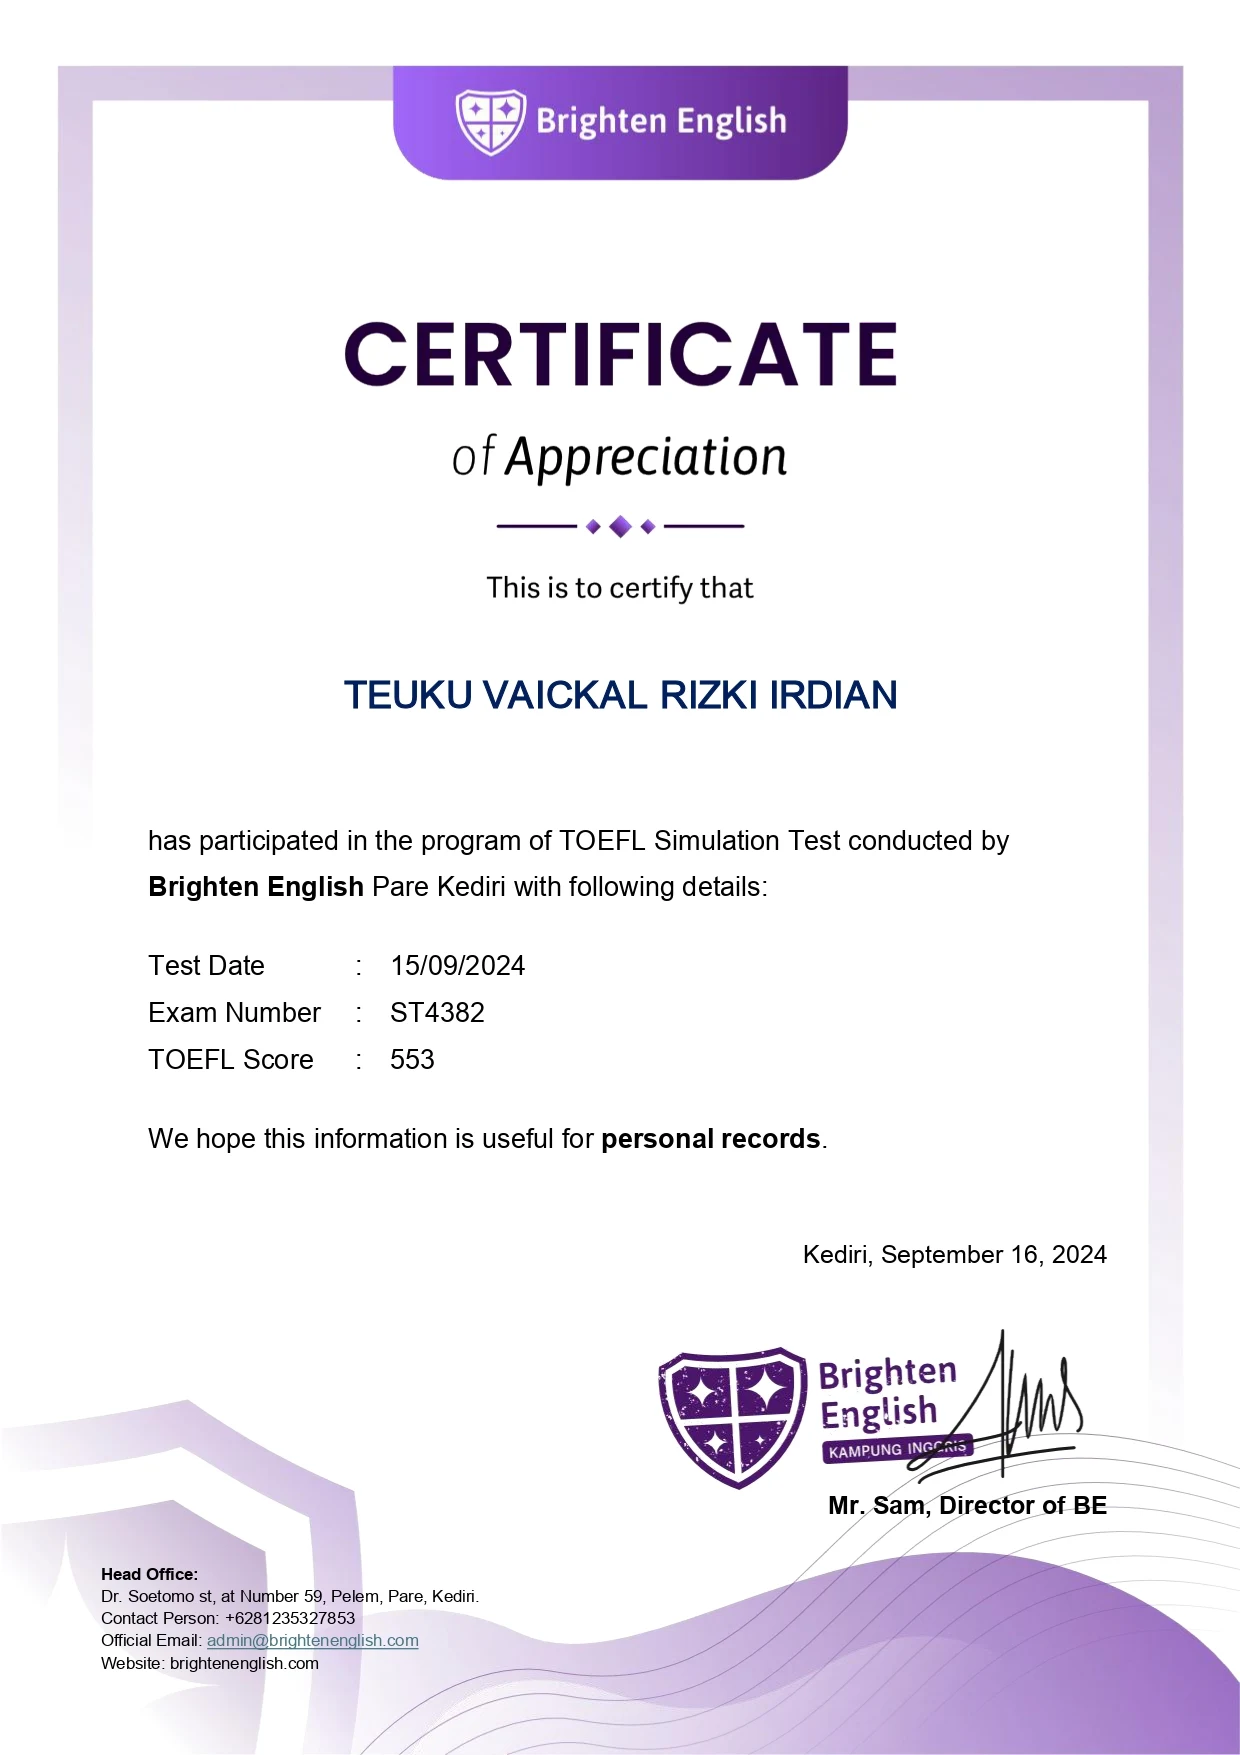 Brighten English
CERTIFICATE
of Appreciation
This is to certify that
TEUKU VAICKAL RIZKI IRDIAN
has participated in the program of TOEFL Simulation Test conducted by
Brighten English Pare Kediri with following details:
Test Date : 15/09/2024
Exam Number : ST4382
TOEFL Score : 553
We hope this information is useful for personal records.
Kediri, September 16, 2024
Brighten
English
KAMPUNG INGGRIS
Mr. Sam, Director of BE
Head Office:
Dr. Soetomo st, at Number 59, Pelem, Pare, Kediri.
Contact Person: +6281235327853
Official Email: admin@brightenenglish.com
Website: brightenenglish.com